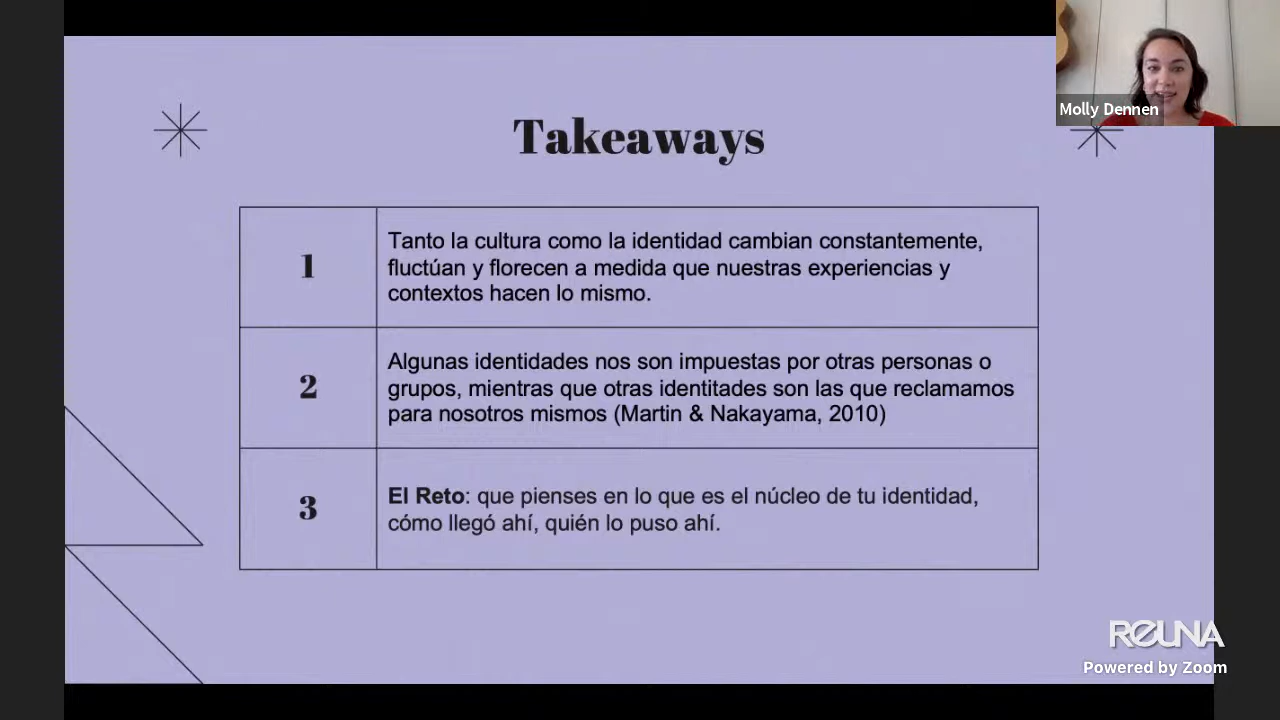 Molly Dennen
Takeaways
1
Tanto la cultura como la identidad cambian constantemente,
fluctúan y florecen a medida que nuestras experiencias y
contextos hacen lo mismo.
2
Algunas identidades nos son impuestas por otras personas o
grupos, mientras que otras identitades son las que reclamamos
para nosotros mismos (Martin & Nakayama, 2010)
3
El Reto: que pienses en lo que es el núcleo de tu identidad,
cómo llegó ahí, quién lo puso ahí.
REUNA
Powered by Zoom